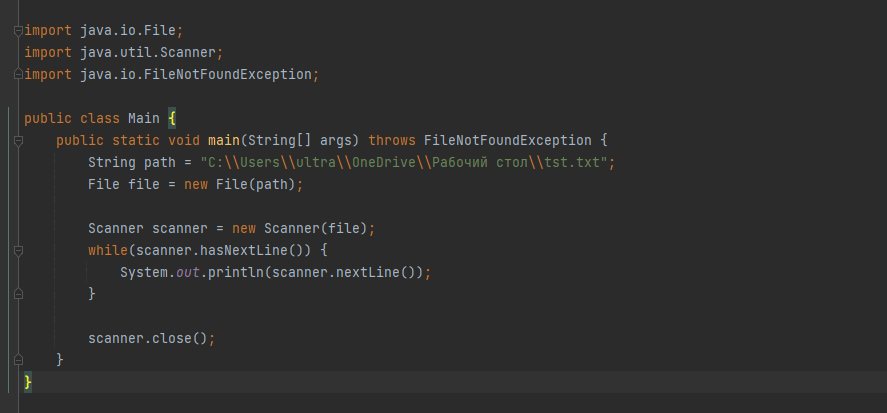 import java.io.File;
import java.util.Scanner;
import java.io.FileNotFoundException;
public class Main {
public static void main(String[] args) throws FileNotFoundException {
String path = "C:\\Users\\ultra\\OneDrive\\Рабочий стол\\tst.txt";
File file = new File(path);
Scanner scanner = new Scanner(file);
while(scanner.hasNextLine()) {
System.out.println(scanner.nextLine());
}
scanner.close();
}
}